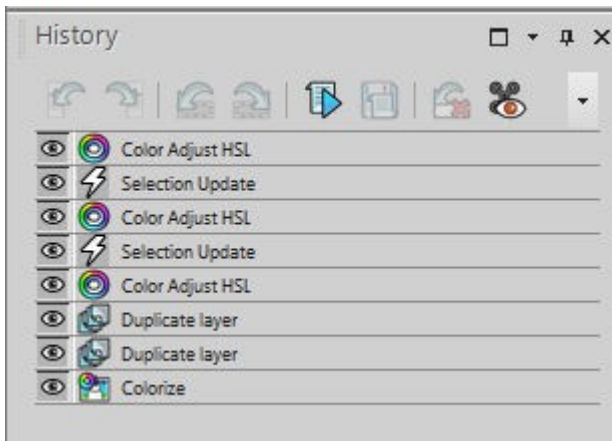 History
Color Adjust HSL
Selection Update
Color Adjust HSL
Selection Update
Color Adjust HSL
Duplicate layer
Duplicate layer
Colorize